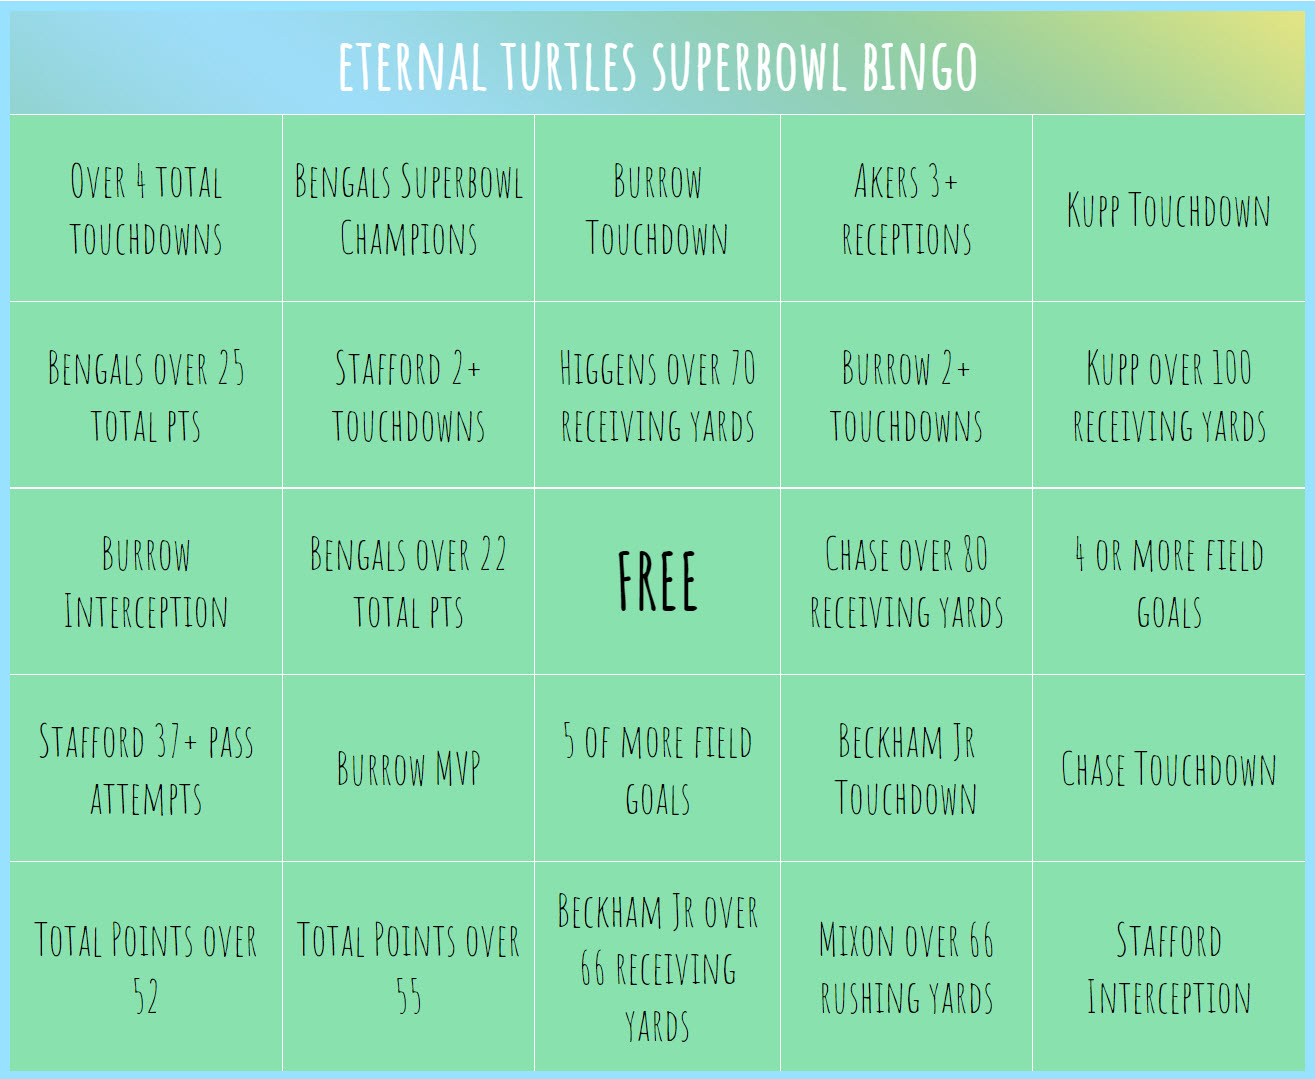 ETERNAL TURTLES SUPERBOWL BINGO
Over 4 total
touchdowns
Bengals Superbowl
Champions
Burrow
Touchdown
Akers 3+
receptions
Kupp Touchdown
Bengals over 25
total pts
Stafford 2+
touchdowns
Higgens over 70
receiving yards
Burrow 2+
touchdowns
Kupp over 100
receiving yards
Burrow
Interception
Bengals over 22
total pts
FREE
Chase over 80
receiving yards
4 or more field
goals
Stafford 37+ pass
attempts
Burrow MVP
5 of more field
goals
Beckham Jr
Touchdown
Chase Touchdown
Total Points over
52
Total Points over
55
Beckham Jr over
66 receiving
yards
Mixon over 66
rushing yards
Stafford
Interception